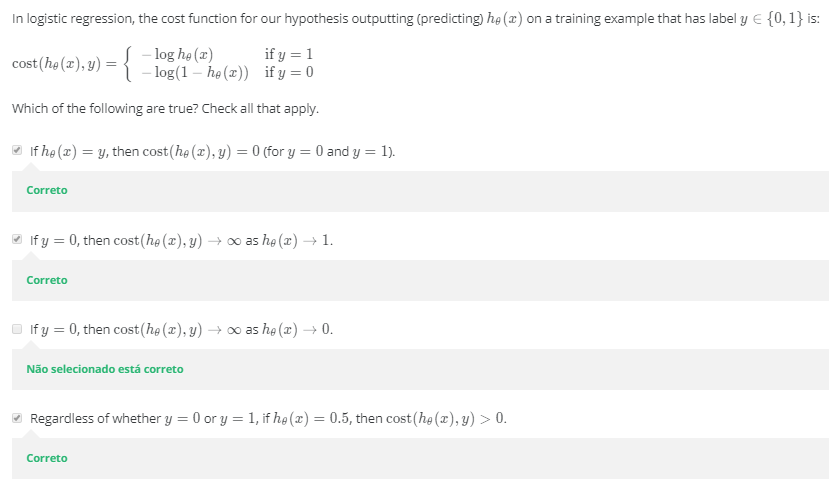 In logistic regression, the cost function for our hypothesis outputting (predicting) hθ(x) on a training example that has label y ∈ {0, 1} is:
cost(hθ(x), y) = { − log hθ(x) if y = 1
− log(1 − hθ(x)) if y = 0
Which of the following are true? Check all that apply.
If hθ(x) = y, then cost(hθ(x), y) = 0 (for y = 0 and y = 1).
Correto
If y = 0, then cost(hθ(x), y) → ∞ as hθ(x) → 1.
Correto
If y = 0, then cost(hθ(x), y) → ∞ as hθ(x) → 0.
Não selecionado está correto
Regardless of whether y = 0 or y = 1, if hθ(x) = 0.5, then cost(hθ(x), y) > 0.
Correto